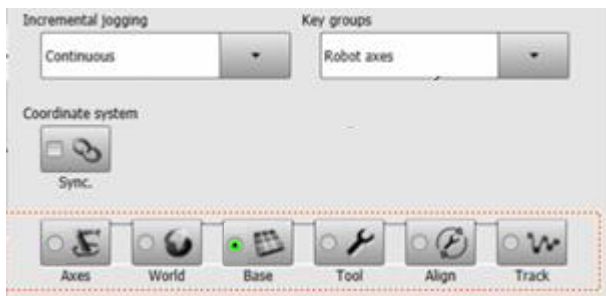 Incremental jogging
Key groups
Continuous
Robot axes
Coordinate system
Sync.
Axes World Base Tool Align Track